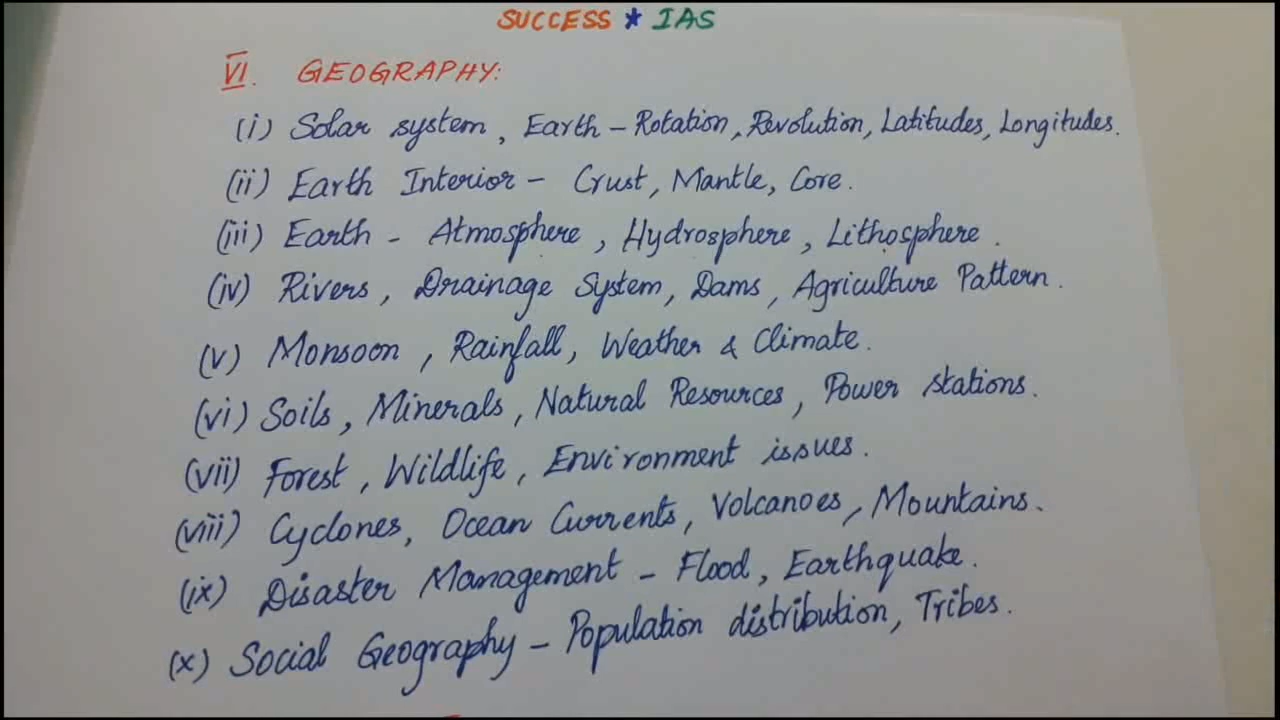 SUCCESS ★ IAS
VI. GEOGRAPHY:
(i) Solar system, Earth - Rotation, Revolution, Latitudes, Longitudes.
(ii) Earth Interior - Crust, Mantle, Core.
(iii) Earth - Atmosphere, Hydrosphere, Lithosphere.
(iv) Rivers, Drainage System, Dams, Agriculture Pattern.
(v) Monsoon, Rainfall, Weather & Climate.
(vi) Soils, Minerals, Natural Resources, Power stations.
(vii) Forest, Wildlife, Environment issues.
(viii) Cyclones, Ocean Currents, Volcanoes, Mountains.
(ix) Disaster Management - Flood, Earthquake.
(x) Social Geography - Population distribution, Tribes.